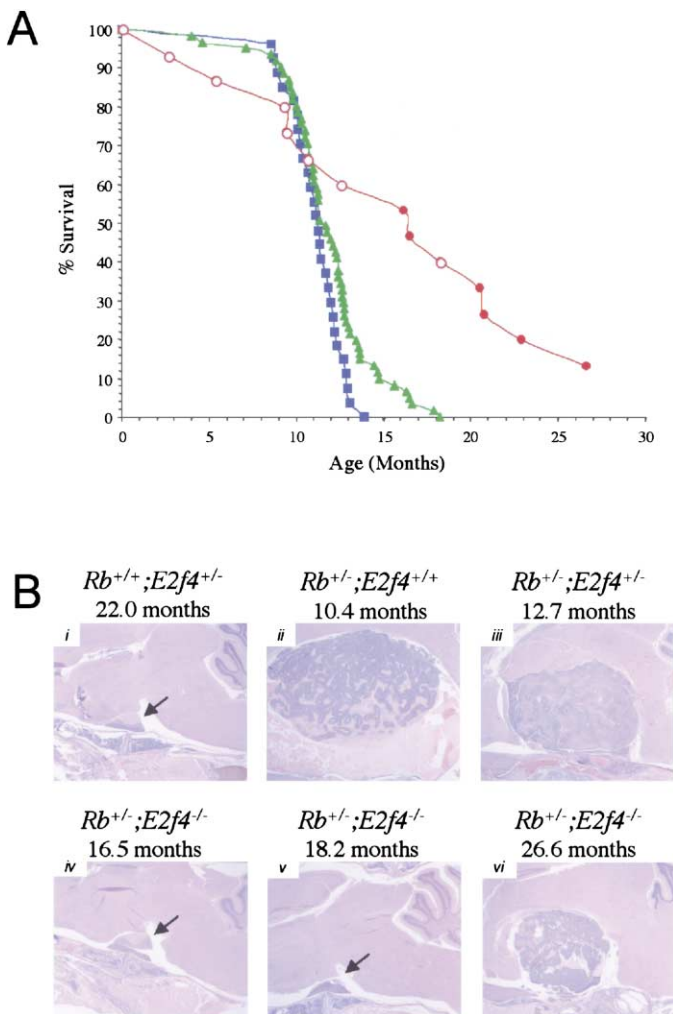 A
100
90
80
70
60
50
40
30
20
10
0
% Survival
0 5 10 15 20 25 30
Age (Months)
B
Rb+/+;E2f4+/-
22.0 months
Rb+/-;E2f4+/+
10.4 months
Rb+/-;E2f4+/-
12.7 months
i
ii
iii
Rb+/-;E2f4-/-
16.5 months
Rb+/-;E2f4-/-
18.2 months
Rb+/-;E2f4-/-
26.6 months
iv
v
vi